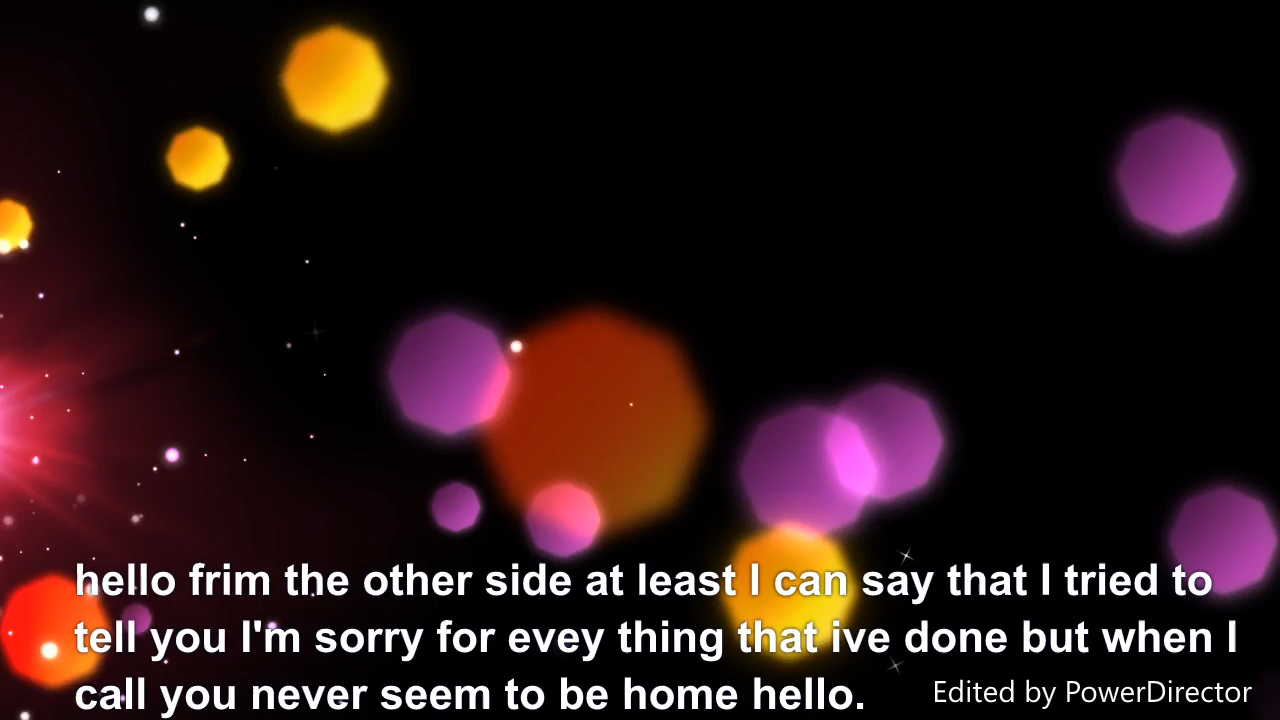 hello frim the other side at least I can say that I tried to
tell you I'm sorry for evey thing that ive done but when I
call you never seem to be home hello.
Edited by PowerDirector